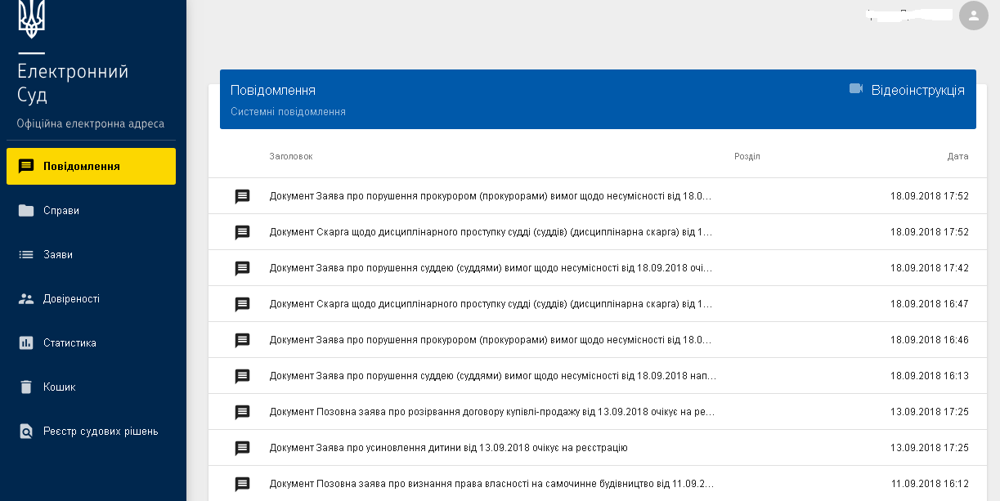 Електронний
Суд
Офіційна електронна адреса
Повідомлення
Справи
Заяви
Довіреності
Статистика
Кошик
Реєстр судових рішень
Повідомлення
Відеоінструкція
Системні повідомлення
Заголовок Розділ Дата
Документ Заява про порушення прокурором (прокурорами) вимог щодо несумісності від 18.0... 18.09.2018 17:52
Документ Скарга щодо дисциплінарного проступку судді (суддів) (дисциплінарна скарга) від 1... 18.09.2018 17:52
Документ Заява про порушення суддею (суддями) вимог щодо несумісності від 18.09.2018 очі... 18.09.2018 17:42
Документ Скарга щодо дисциплінарного проступку судді (суддів) (дисциплінарна скарга) від 1... 18.09.2018 16:47
Документ Заява про порушення прокурором (прокурорами) вимог щодо несумісності від 18.0... 18.09.2018 16:46
Документ Заява про порушення суддею (суддями) вимог щодо несумісності від 18.09.2018 нап... 18.09.2018 16:13
Документ Позовна заява про розірвання договору купівлі-продажу від 13.09.2018 очікує на ре... 13.09.2018 17:25
Документ Заява про усиновлення дитини від 13.09.2018 очікує на реєстрацію 13.09.2018 17:25
Документ Позовна заява про визнання права власності на самочинне будівництво від 11.09.2... 11.09.2018 16:12